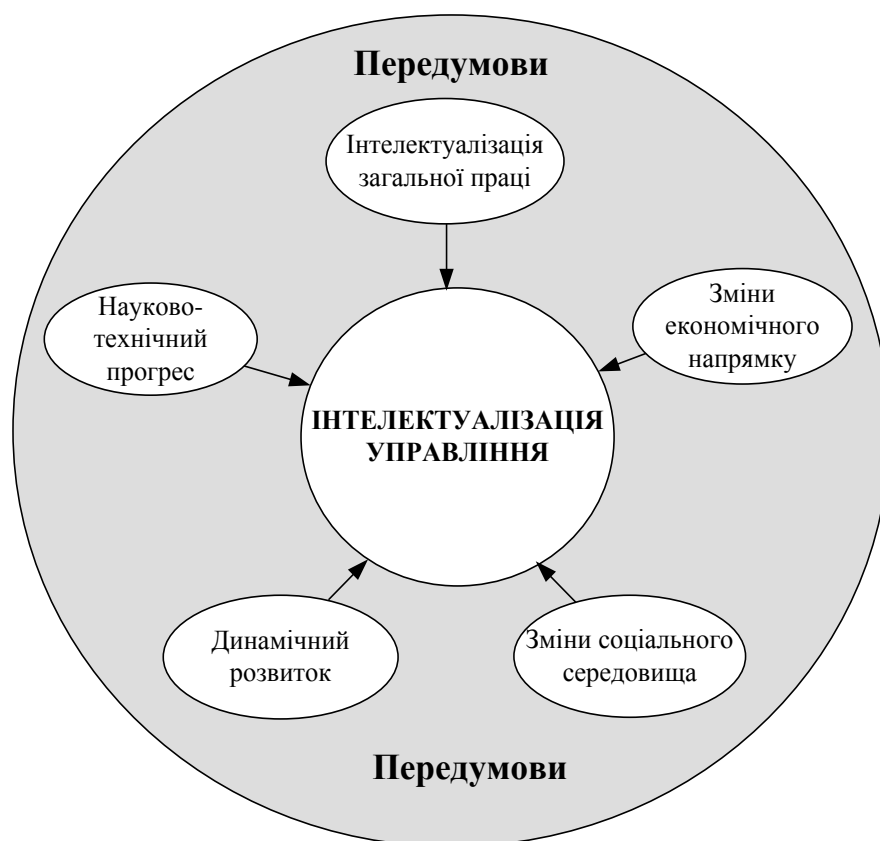 Передумови
Інтелектуалізація
загальної праці
Науково-
технічний
прогрес
Зміни
економічного
напрямку
ІНТЕЛЕКТУАЛІЗАЦІЯ
УПРАВЛІННЯ
Динамічний
розвиток
Зміни соціального
середовища
Передумови